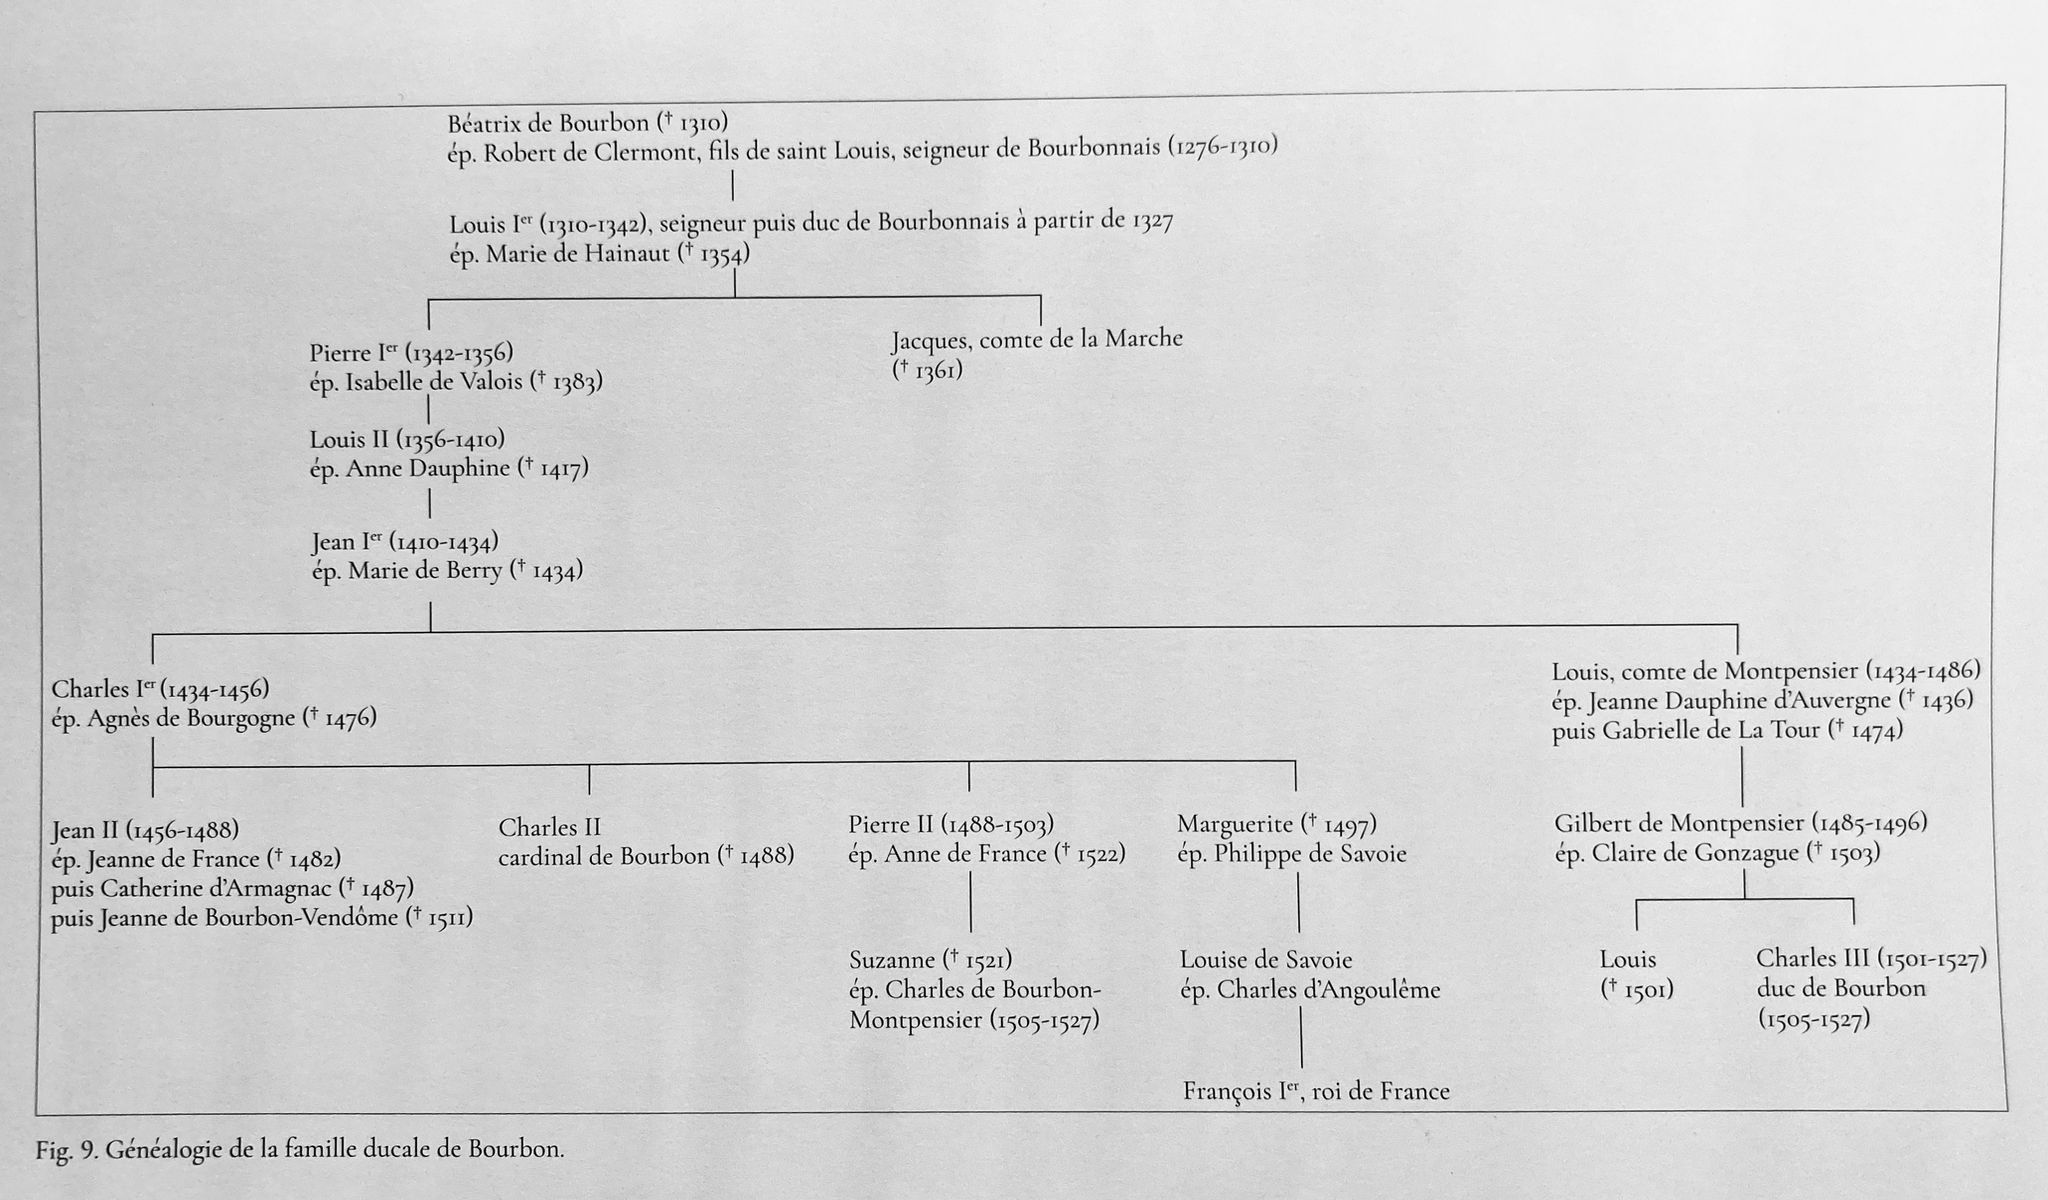 Béatrix de Bourbon († 1310)
ép. Robert de Clermont, fils de saint Louis, seigneur de Bourbonnais (1276-1310)
Louis Ier (1310-1342), seigneur puis duc de Bourbonnais à partir de 1327
ép. Marie de Hainaut († 1354)
Pierre Ier (1342-1356)
ép. Isabelle de Valois († 1383)
Jacques, comte de la Marche
(† 1361)
Louis II (1356-1410)
ép. Anne Dauphine († 1417)
Jean Ier (1410-1434)
ép. Marie de Berry († 1434)
Charles Ier (1434-1456)
ép. Agnès de Bourgogne († 1476)
Louis, comte de Montpensier (1434-1486)
ép. Jeanne Dauphine d'Auvergne († 1436)
puis Gabrielle de La Tour († 1474)
Jean II (1456-1488)
ép. Jeanne de France († 1482)
puis Catherine d'Armagnac († 1487)
puis Jeanne de Bourbon-Vendôme († 1511)
Charles II
cardinal de Bourbon († 1488)
Pierre II (1488-1503)
ép. Anne de France († 1522)
Marguerite († 1497)
ép. Philippe de Savoie
Gilbert de Montpensier (1485-1496)
ép. Claire de Gonzague († 1503)
Suzanne († 1521)
ép. Charles de Bourbon-
Montpensier (1505-1527)
Louise de Savoie
ép. Charles d'Angoulême
Louis
(† 1501)
Charles III (1501-1527)
duc de Bourbon
(1505-1527)
François Ier, roi de France
Fig. 9. Généalogie de la famille ducale de Bourbon.